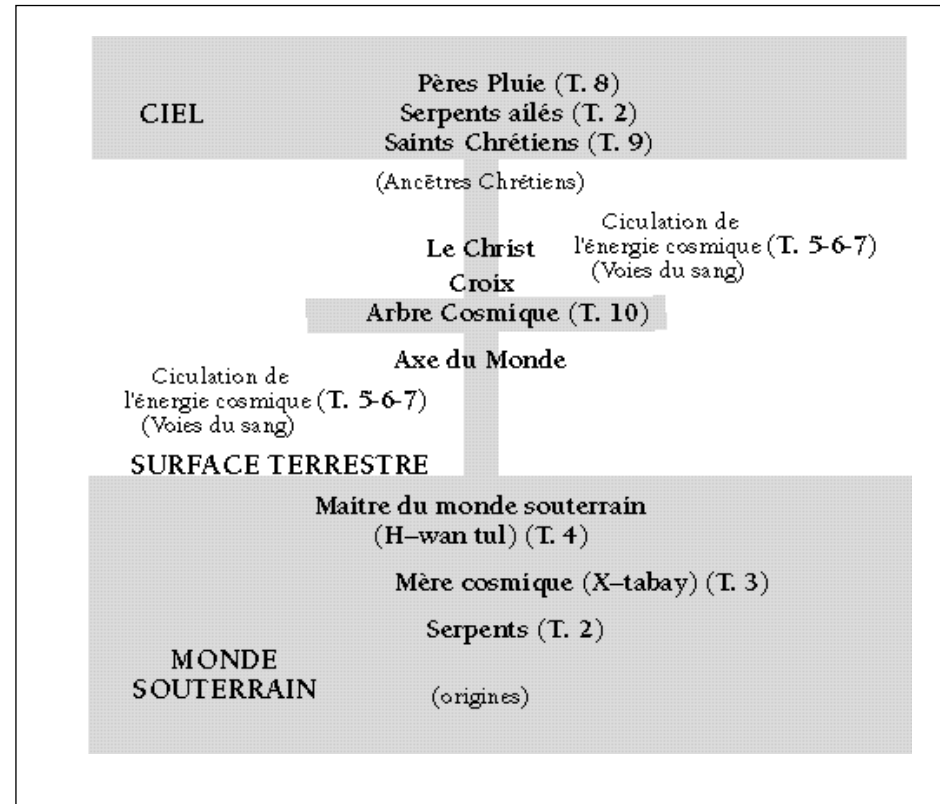 Pères Pluie (T. 8)
CIEL
Serpents ailés (T. 2)
Saints Chrétiens (T. 9)
(Ancêtres Chrétiens)
Ciculation de
l'énergie cosmique (T. 5-6-7)
(Voies du sang)
Le Christ
Croix
Arbre Cosmique (T. 10)
Axe du Monde
Ciculation de
l'énergie cosmique (T. 5-6-7)
(Voies du sang)
SURFACE TERRESTRE
Maitre du monde souterrain
(H–wan tul) (T. 4)
Mère cosmique (X–tabay) (T. 3)
Serpents (T. 2)
MONDE
SOUTERRAIN
(origines)